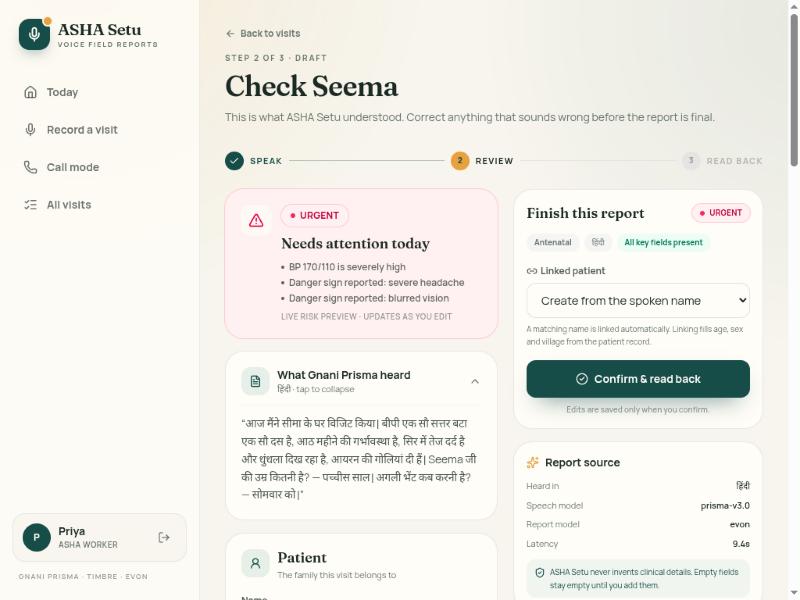 ASHA Setu
VOICE FIELD REPORTS
Today
Record a visit
Call mode
All visits
P
Priya
ASHA WORKER
GNANI PRISMA · TIMBRE · EVON
Back to visits
STEP 2 OF 3 · DRAFT
Check Seema
This is what ASHA Setu understood. Correct anything that sounds wrong before the report is final.
SPEAK
2 REVIEW
3 READ BACK
URGENT
Needs attention today
• BP 170/110 is severely high
• Danger sign reported: severe headache
• Danger sign reported: blurred vision
LIVE RISK PREVIEW · UPDATES AS YOU EDIT
What Gnani Prisma heard
हिंदी · tap to collapse
“आज मैंने सीमा के घर विजिट किया| बीपी एक सौ सत्तर बटा
एक सौ दस है, आठ महीने की गर्भावस्था है, सिर में तेज दर्द है
और धुंधला दिख रहा है, आयरन की गोलियां दी हैं| Seema जी
की उम्र कितनी है? — पच्चीस साल| अगली भेंट कब करनी है?
— सोमवार को|”
Patient
The family this visit belongs to
Name
Finish this report
URGENT
Antenatal
हिंदी
All key fields present
Linked patient
Create from the spoken name
A matching name is linked automatically. Linking fills age, sex
and village from the patient record.
Confirm & read back
Edits are saved only when you confirm.
Report source
Heard in हिंदी
Speech model prisma-v3.0
Report model evon
Latency 9.4s
ASHA Setu never invents clinical details. Empty fields
stay empty until you add them.